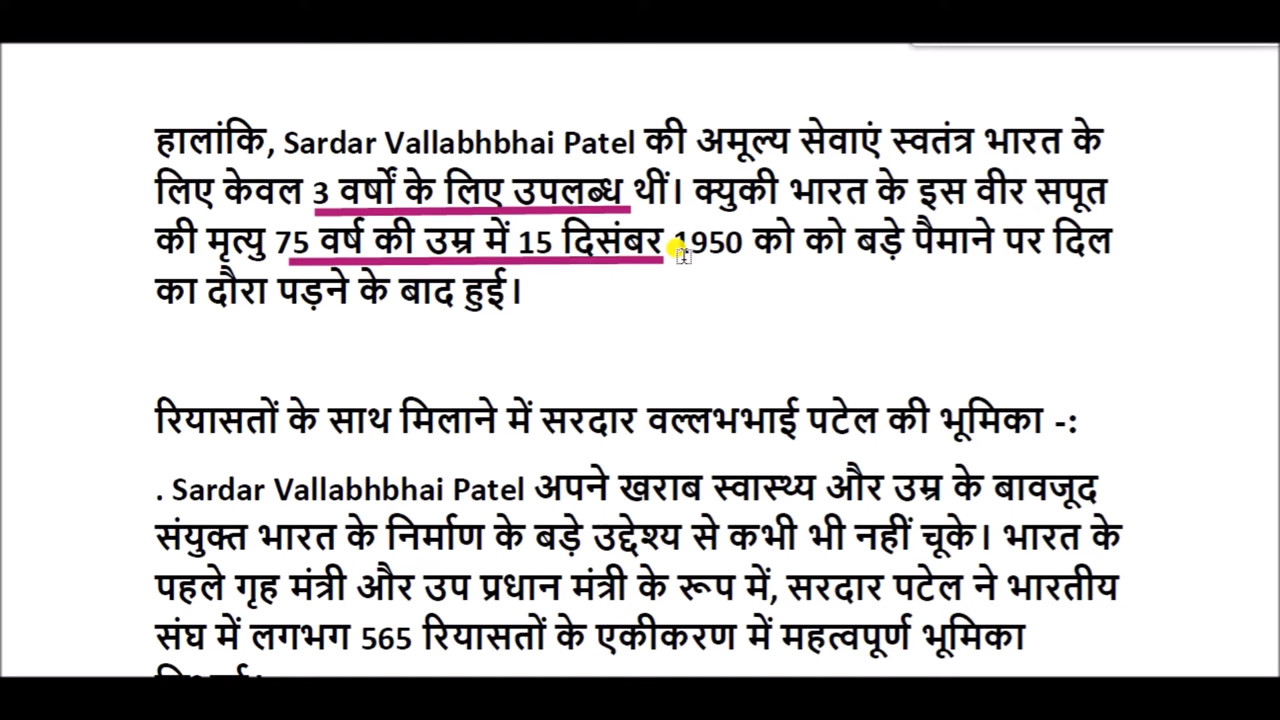 हालांकि, Sardar Vallabhbhai Patel की अमूल्य सेवाएं स्वतंत्र भारत के
लिए केवल 3 वर्षों के लिए उपलब्ध थीं। क्युकी भारत के इस वीर सपूत
की मृत्यु 75 वर्ष की उम्र में 15 दिसंबर 1950 को को बड़े पैमाने पर दिल
का दौरा पड़ने के बाद हुई।
रियासतों के साथ मिलाने में सरदार वल्लभभाई पटेल की भूमिका -:
. Sardar Vallabhbhai Patel अपने खराब स्वास्थ्य और उम्र के बावजूद
संयुक्त भारत के निर्माण के बड़े उद्देश्य से कभी भी नहीं चूके। भारत के
पहले गृह मंत्री और उप प्रधान मंत्री के रूप में, सरदार पटेल ने भारतीय
संघ में लगभग 565 रियासतों के एकीकरण में महत्वपूर्ण भूमिका